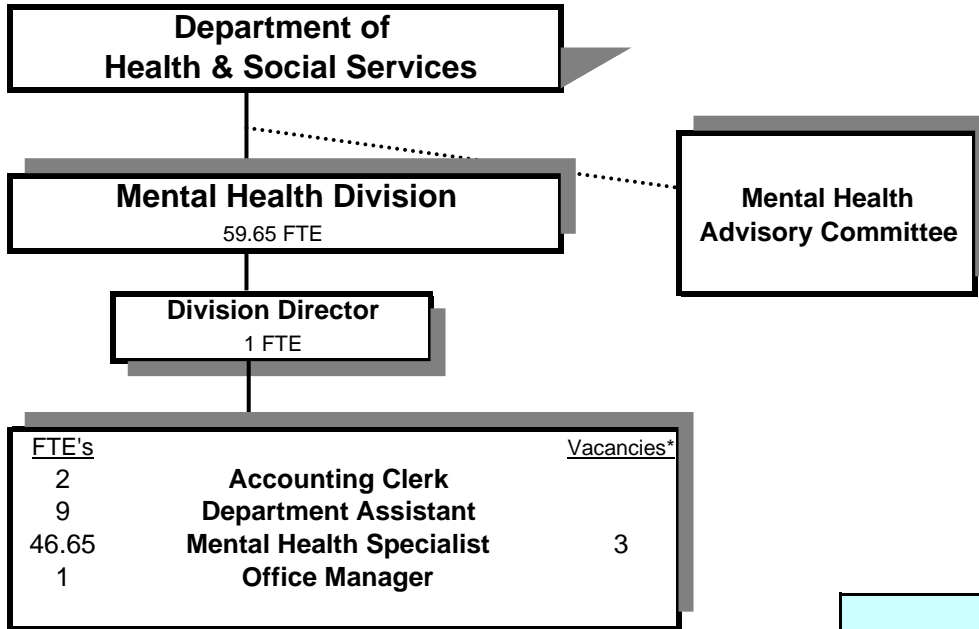 Department of
Health & Social Services
Mental Health Division
59.65 FTE
Mental Health
Advisory Committee
Division Director
1 FTE
FTE's Vacancies*
2 Accounting Clerk
9 Department Assistant
46.65 Mental Health Specialist 3
1 Office Manager